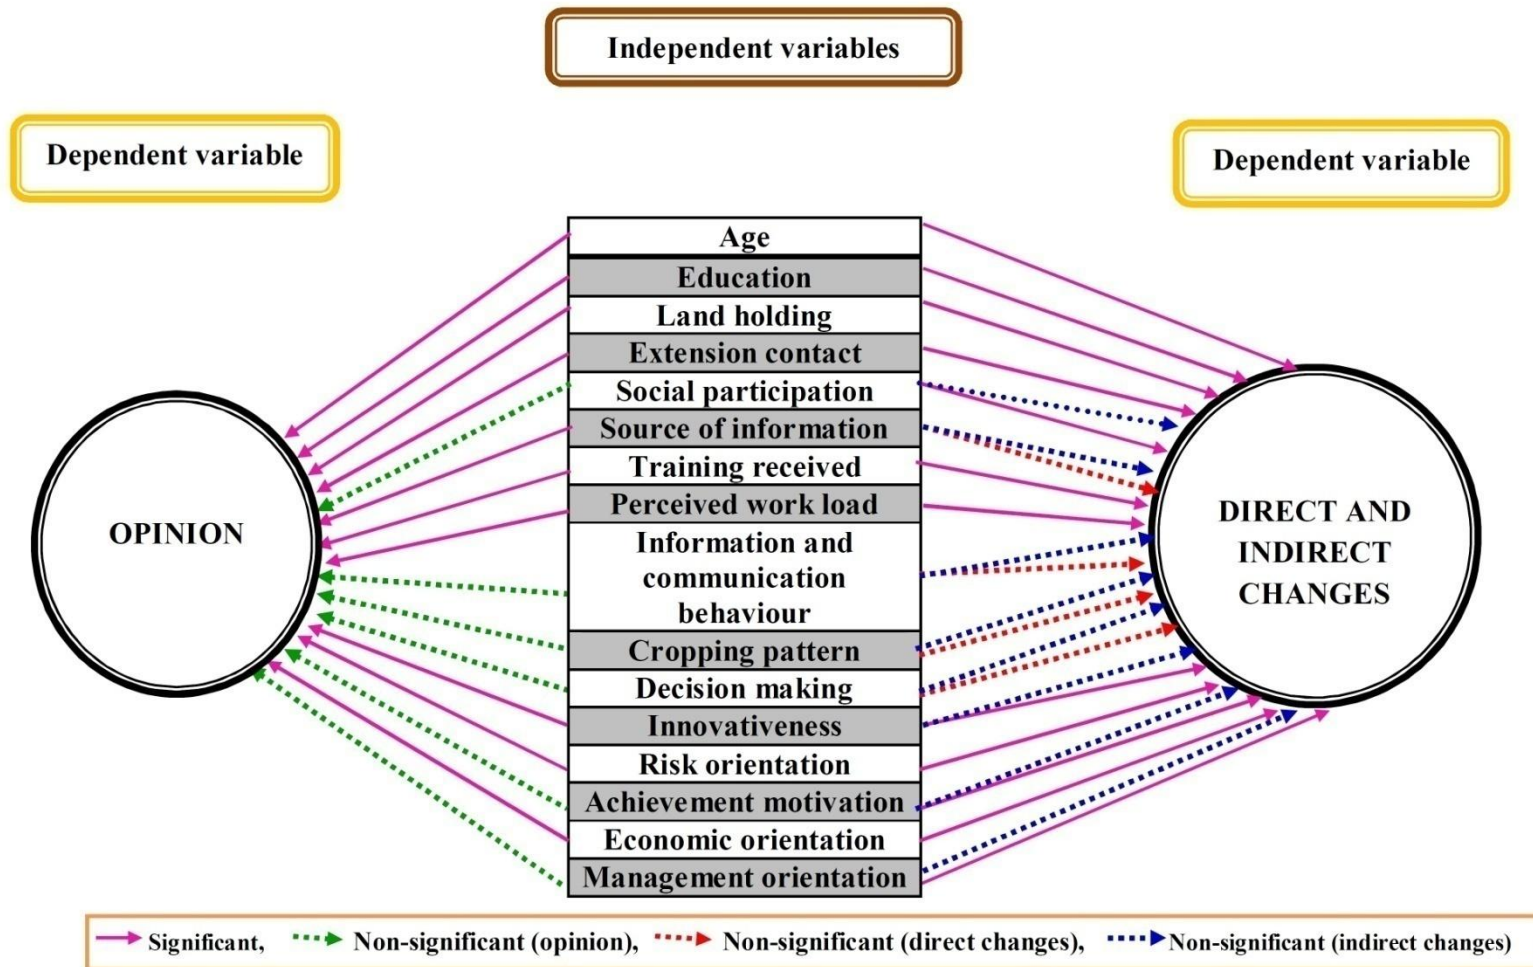 Independent variables
Dependent variable
Dependent variable
Age
Education
Land holding
Extension contact
Social participation
Source of information
Training received
Perceived work load
Information and
communication
behaviour
Cropping pattern
Decision making
Innovativeness
Risk orientation
Achievement motivation
Economic orientation
Management orientation
OPINION
DIRECT AND
INDIRECT
CHANGES
Significant, Non-significant (opinion), Non-significant (direct changes), Non-significant (indirect changes)